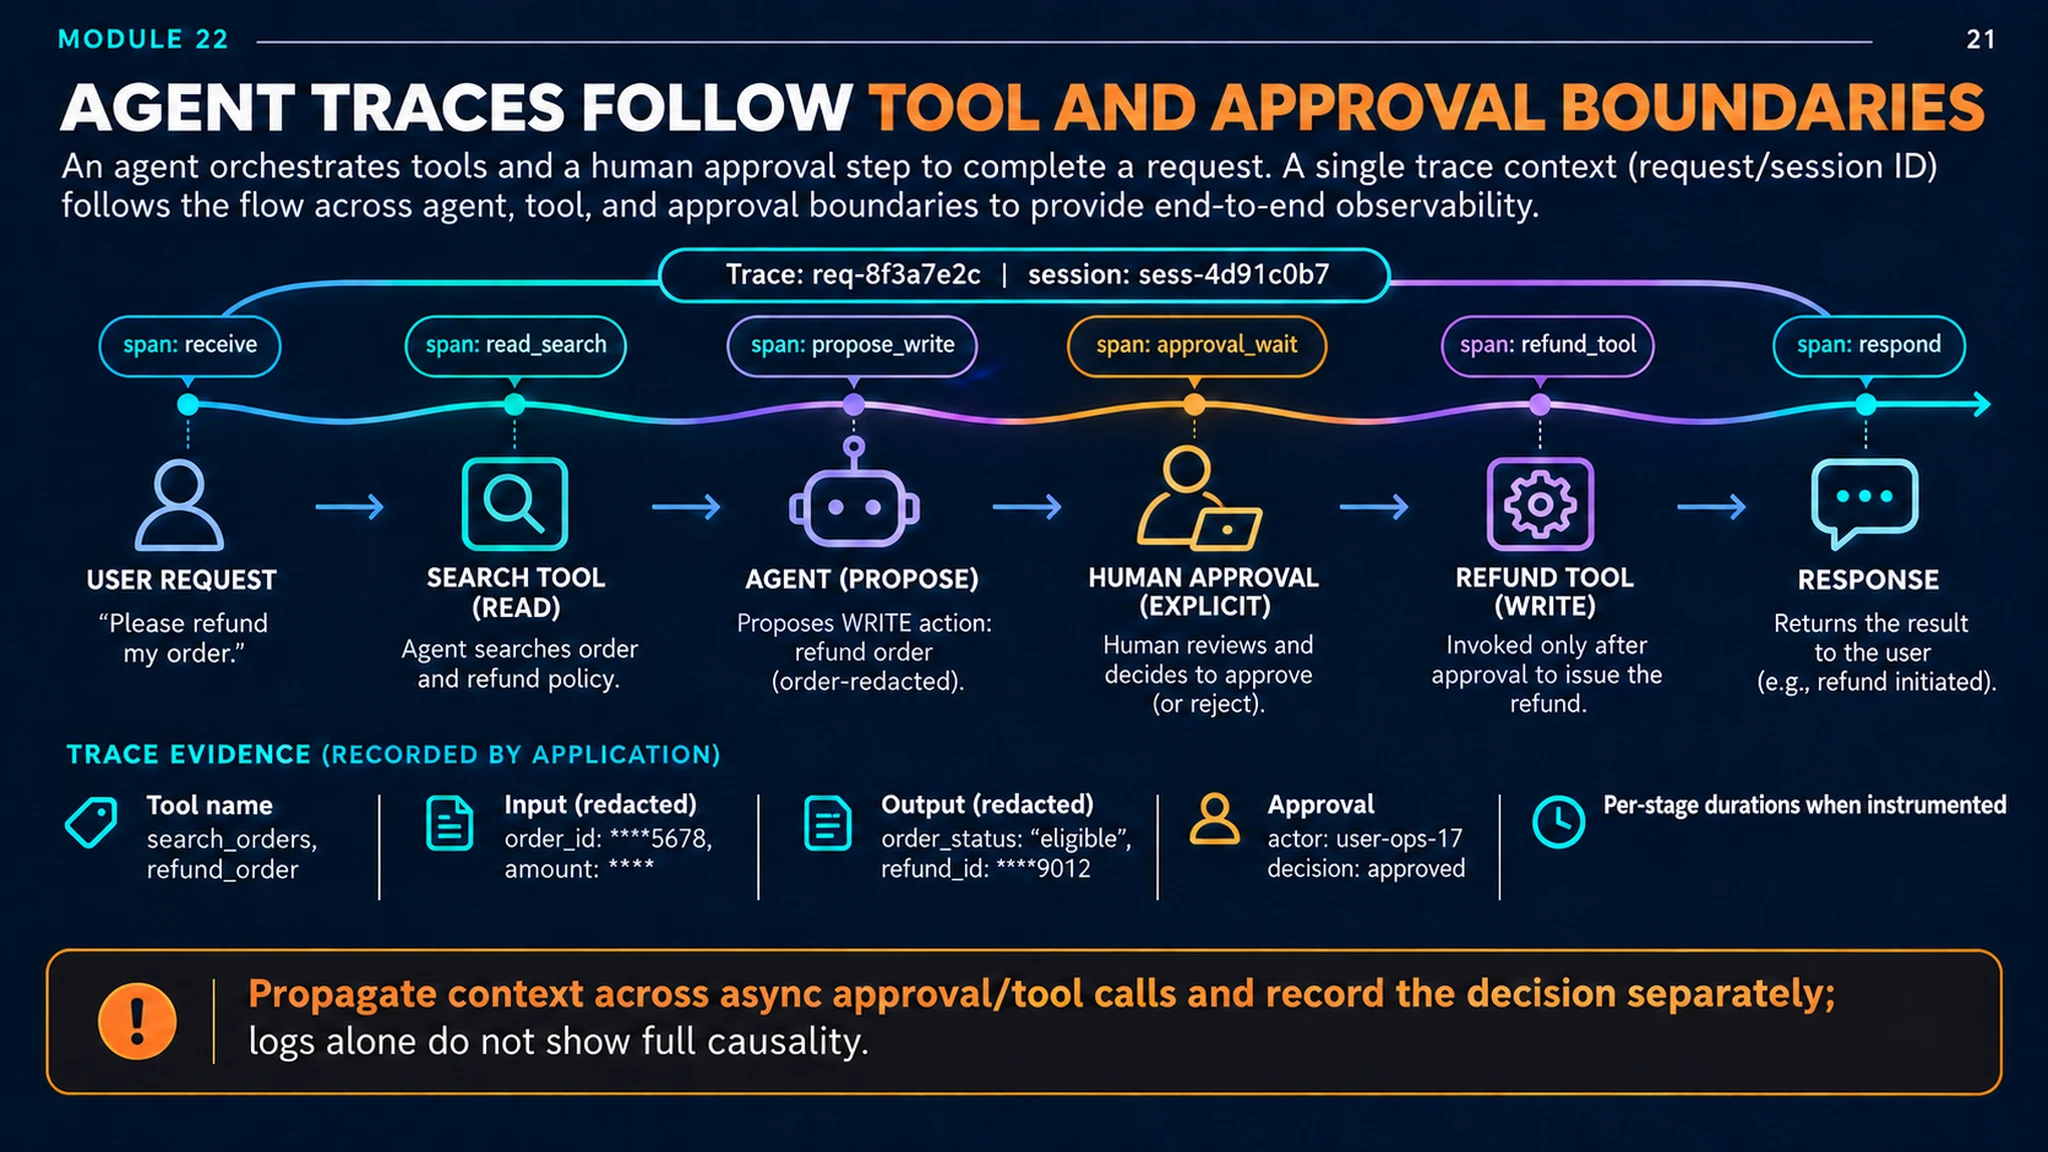 MODULE 22
21
AGENT TRACES FOLLOW TOOL AND APPROVAL BOUNDARIES
An agent orchestrates tools and a human approval step to complete a request. A single trace context (request/session ID)
follows the flow across agent, tool, and approval boundaries to provide end-to-end observability.
Trace: req-8f3a7e2c | session: sess-4d91c0b7
span: receive
span: read_search
span: propose_write
span: approval_wait
span: refund_tool
span: respond
USER REQUEST
“Please refund
my order.”
SEARCH TOOL
(READ)
Agent searches order
and refund policy.
AGENT (PROPOSE)
Proposes WRITE action:
refund order
(order-redacted).
HUMAN APPROVAL
(EXPLICIT)
Human reviews and
decides to approve
(or reject).
REFUND TOOL
(WRITE)
Invoked only after
approval to issue the
refund.
RESPONSE
Returns the result
to the user
(e.g., refund initiated).
TRACE EVIDENCE (RECORDED BY APPLICATION)
Tool name
search_orders,
refund_order
Input (redacted)
order_id: ****5678,
amount: ****
Output (redacted)
order_status: “eligible”,
refund_id: ****9012
Approval
actor: user-ops-17
decision: approved
Per-stage durations when instrumented
Propagate context across async approval/tool calls and record the decision separately;
logs alone do not show full causality.